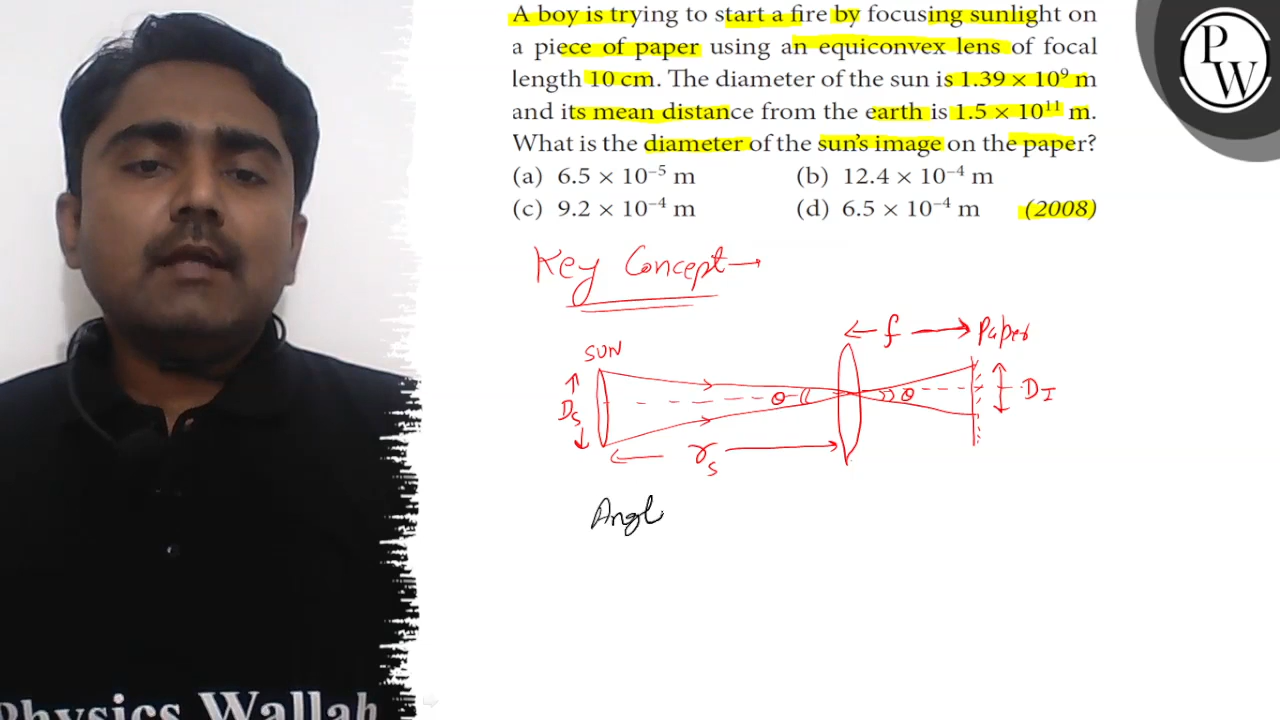 A boy is trying to start a fire by focusing sunlight on
a piece of paper using an equiconvex lens of focal
length 10 cm. The diameter of the sun is 1.39 × 10⁹ m
and its mean distance from the earth is 1.5 × 10¹¹ m.
What is the diameter of the sun's image on the paper?
(a) 6.5 × 10⁻⁵ m (b) 12.4 × 10⁻⁴ m
(c) 9.2 × 10⁻⁴ m (d) 6.5 × 10⁻⁴ m (2008)
PW
Key Concept→
← f → Paper
SUN
D_s θ θ D_I
r_s
Angl
Physics Wallah